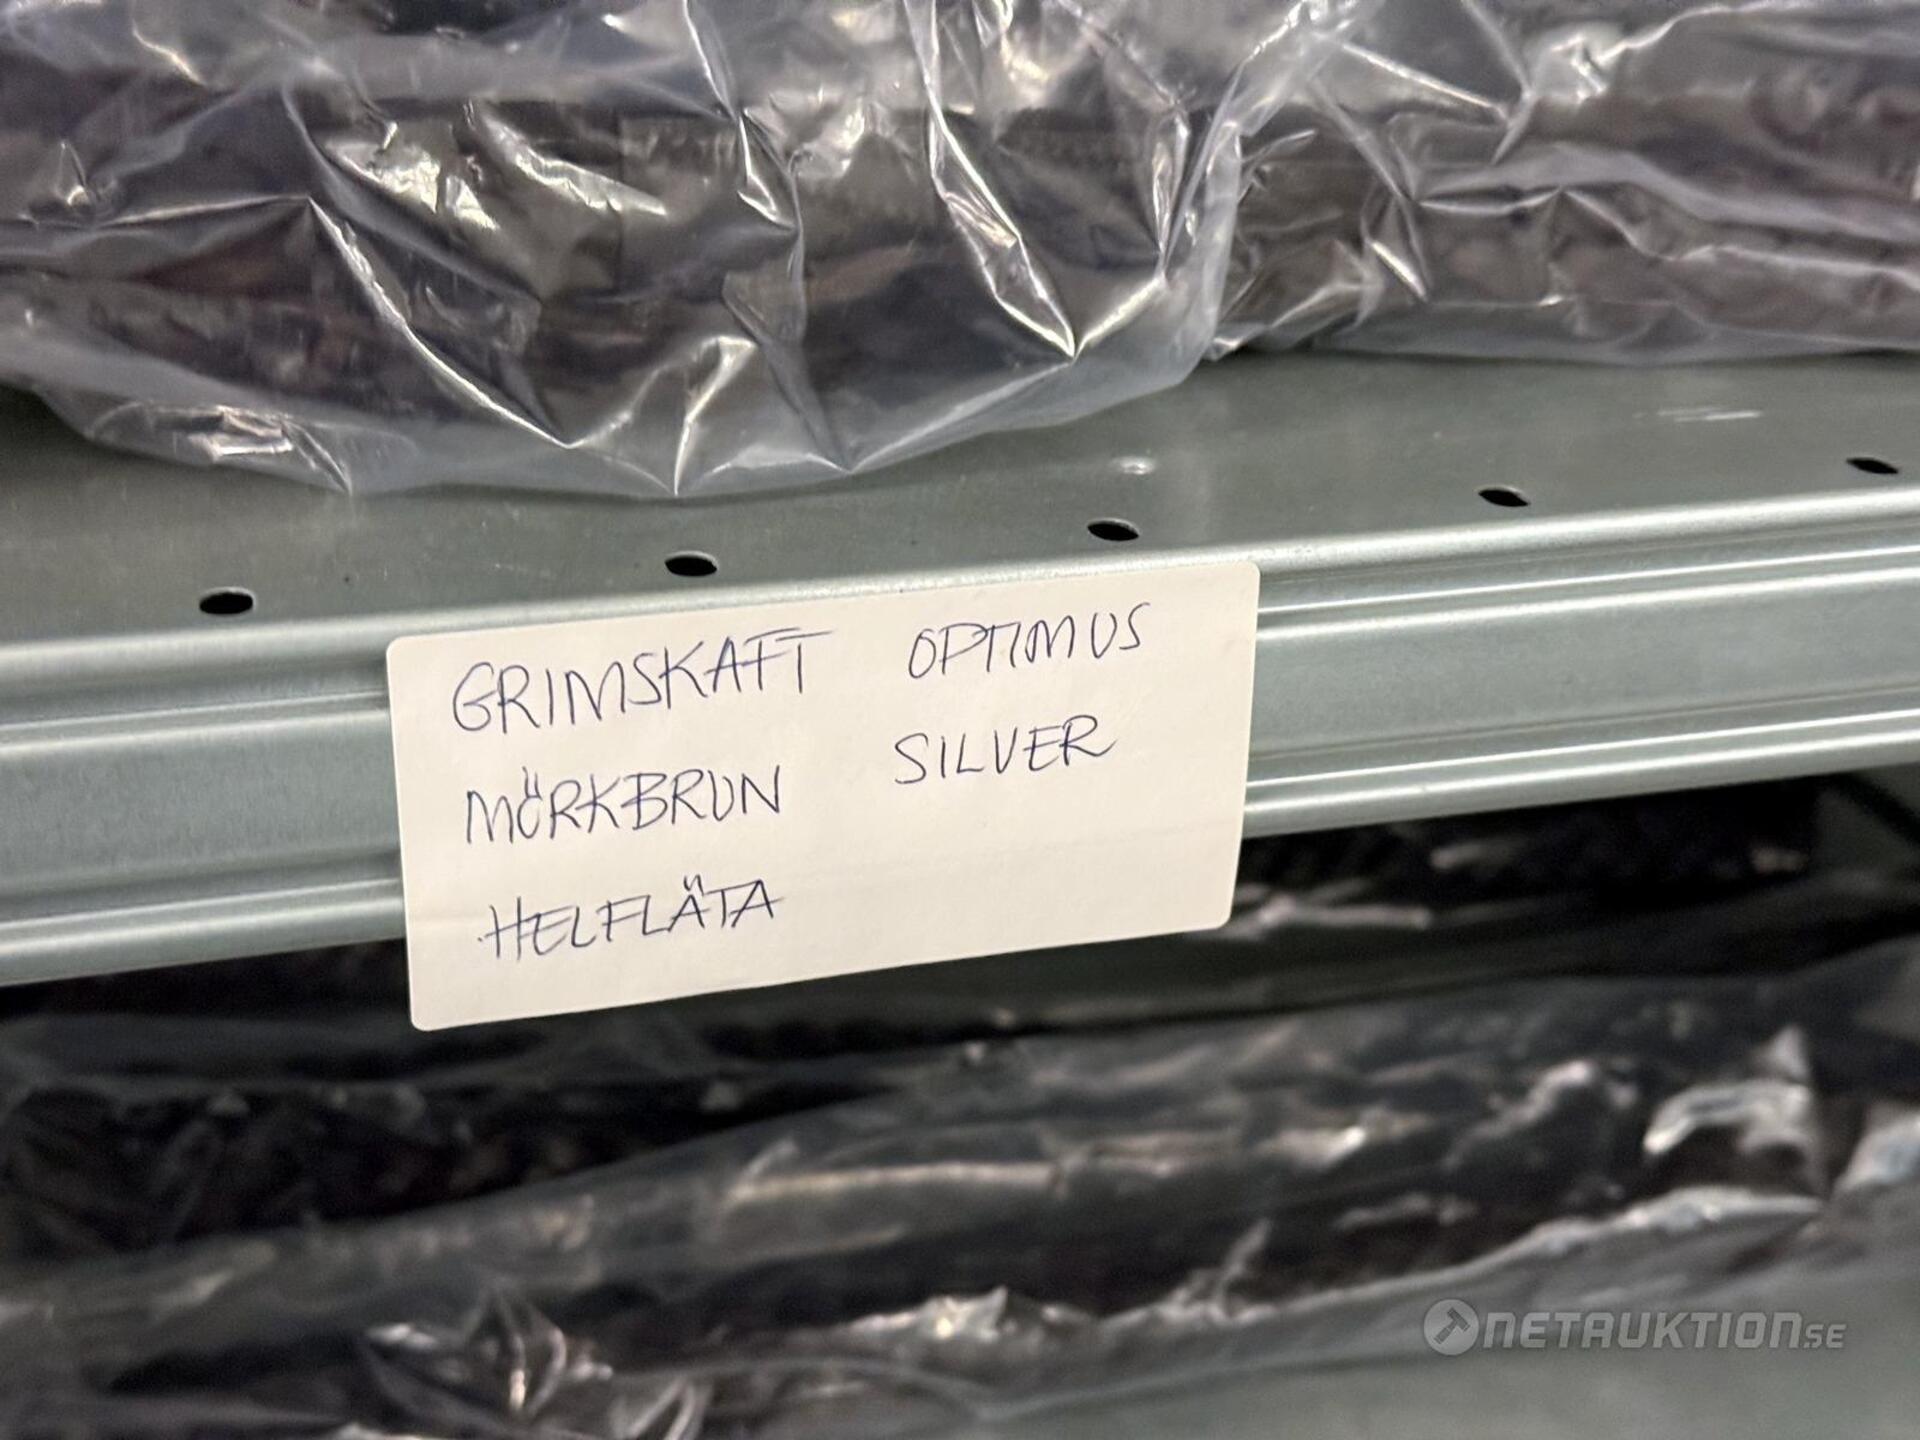 GRIMSKAFT OPTIMUS
MÖRKBRUN SILVER
HELFLÄTA
NETAUKTION.SE